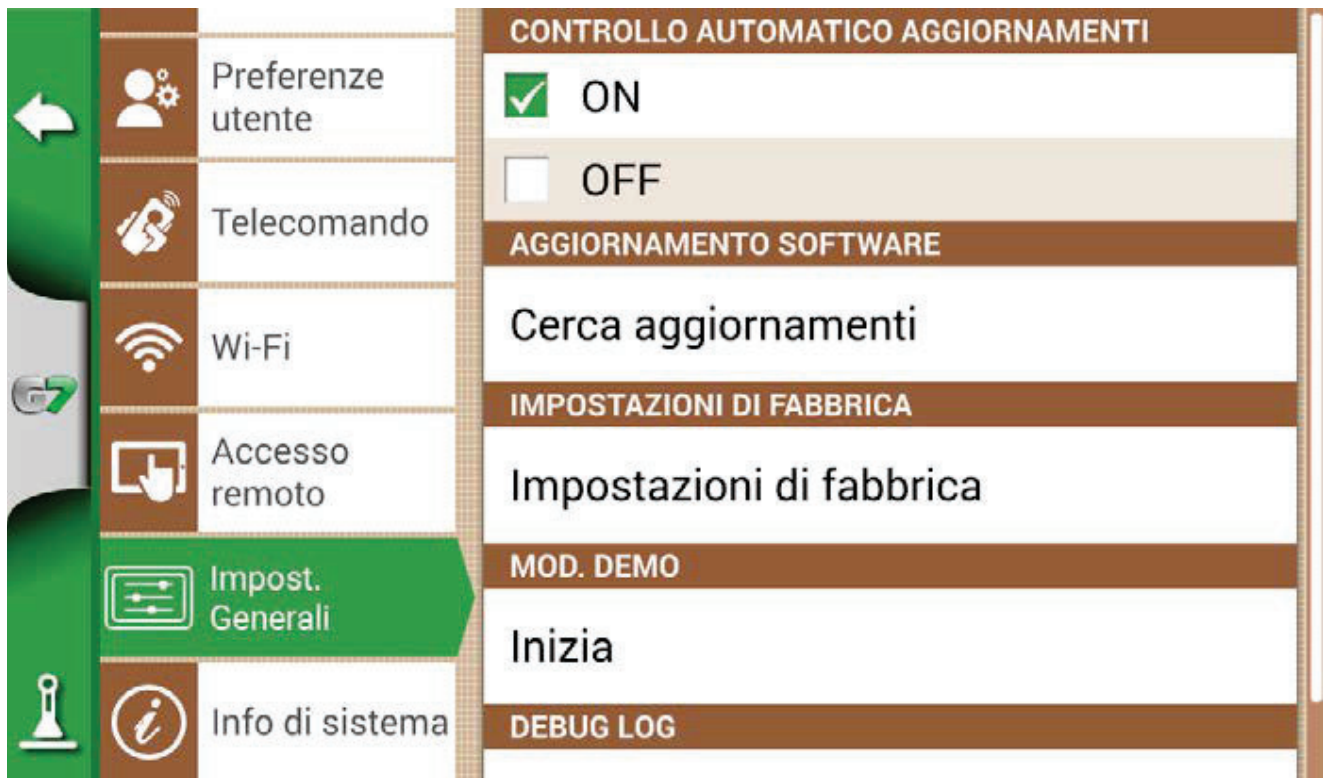 G7
Preferenze
utente
Telecomando
Wi-Fi
Accesso
remoto
Impost.
Generali
Info di sistema
CONTROLLO AUTOMATICO AGGIORNAMENTI
ON
OFF
AGGIORNAMENTO SOFTWARE
Cerca aggiornamenti
IMPOSTAZIONI DI FABBRICA
Impostazioni di fabbrica
MOD. DEMO
Inizia
DEBUG LOG